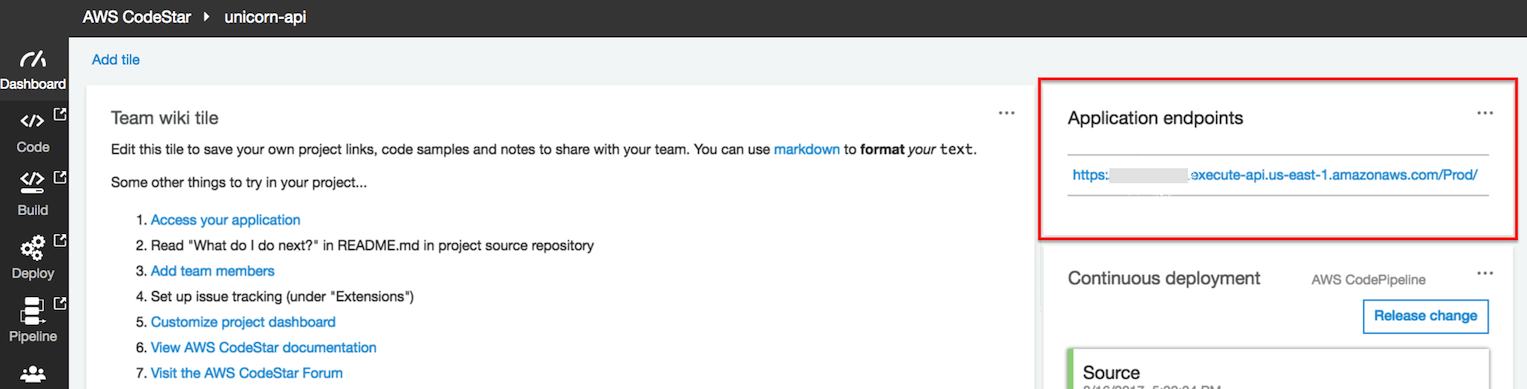 AWS CodeStar unicorn-api
Dashboard
Code
Build
Deploy
Pipeline
Add tile
Team wiki tile
Edit this tile to save your own project links, code samples and notes to share with your team. You can use markdown to format your text.
Some other things to try in your project...
1. Access your application
2. Read "What do I do next?" in README.md in project source repository
3. Add team members
4. Set up issue tracking (under "Extensions")
5. Customize project dashboard
6. View AWS CodeStar documentation
7. Visit the AWS CodeStar Forum
Application endpoints
https: .execute-api.us-east-1.amazonaws.com/Prod/
Continuous deployment AWS CodePipeline
Release change
Source